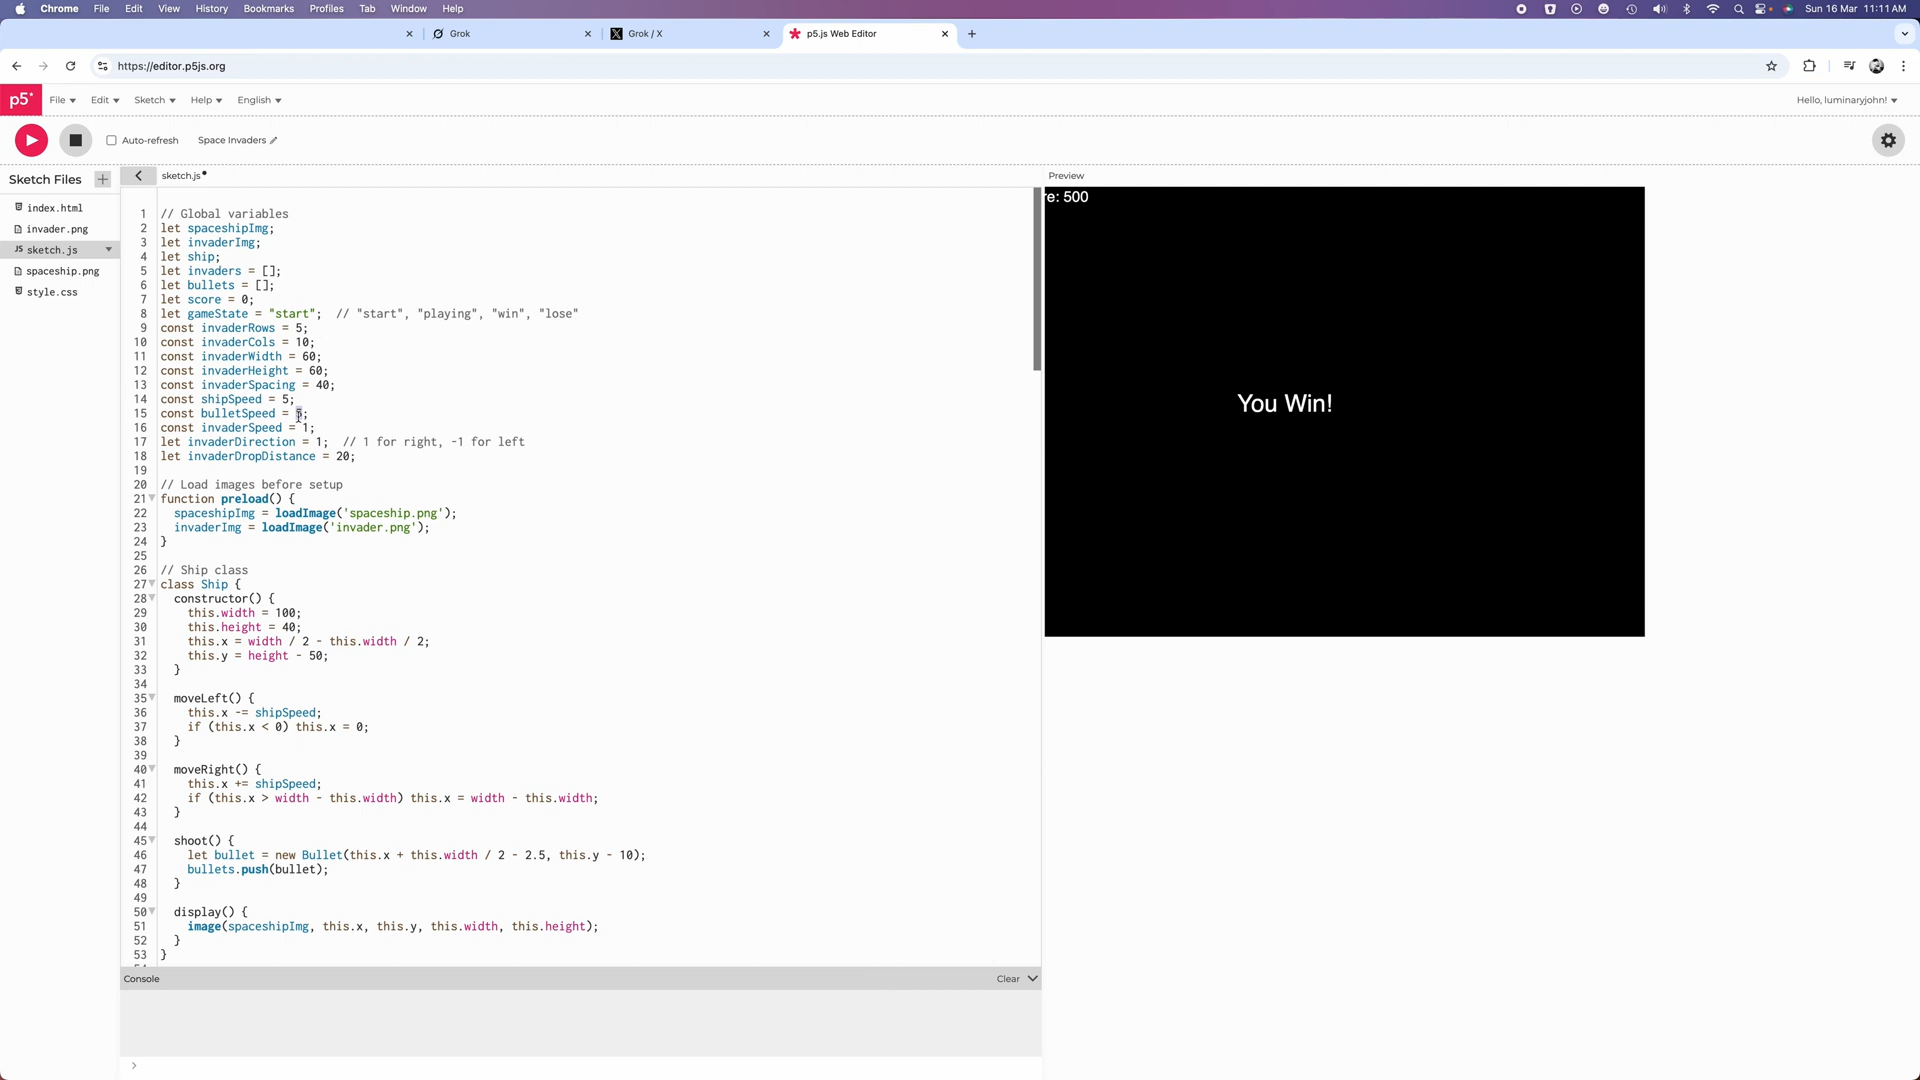 Chrome File Edit View History Bookmarks Profiles Tab Window Help Sun 16 Mar 11:11 AM
Grok Grok / X p5.js Web Editor
https://editor.p5js.org
p5* File Edit Sketch Help English Hello, luminaryjohn!
Auto-refresh Space Invaders
Sketch Files + sketch.js Preview
index.html
invader.png
JS sketch.js
spaceship.png
style.css
1 // Global variables
2 let spaceshipImg;
3 let invaderImg;
4 let ship;
5 let invaders = [];
6 let bullets = [];
7 let score = 0;
8 let gameState = "start"; // "start", "playing", "win", "lose"
9 const invaderRows = 5;
10 const invaderCols = 10;
11 const invaderWidth = 60;
12 const invaderHeight = 60;
13 const invaderSpacing = 40;
14 const shipSpeed = 5;
15 const bulletSpeed = 5;
16 const invaderSpeed = 1;
17 let invaderDirection = 1; // 1 for right, -1 for left
18 let invaderDropDistance = 20;
19
20 // Load images before setup
21 function preload() {
22 spaceshipImg = loadImage('spaceship.png');
23 invaderImg = loadImage('invader.png');
24 }
25
26 // Ship class
27 class Ship {
28 constructor() {
29 this.width = 100;
30 this.height = 40;
31 this.x = width / 2 - this.width / 2;
32 this.y = height - 50;
33 }
34
35 moveLeft() {
36 this.x -= shipSpeed;
37 if (this.x < 0) this.x = 0;
38 }
39
40 moveRight() {
41 this.x += shipSpeed;
42 if (this.x > width - this.width) this.x = width - this.width;
43 }
44
45 shoot() {
46 let bullet = new Bullet(this.x + this.width / 2 - 2.5, this.y - 10);
47 bullets.push(bullet);
48 }
49
50 display() {
51 image(spaceshipImg, this.x, this.y, this.width, this.height);
52 }
53 }
re: 500
You Win!
Console Clear
>